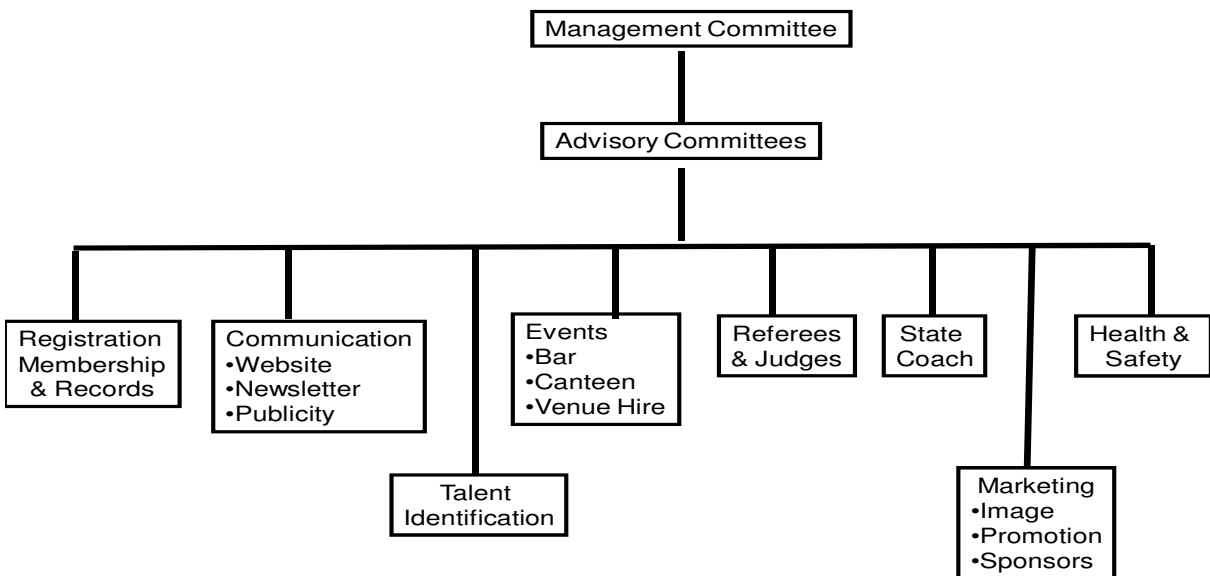 Management Committee
Advisory Committees
Registration
Membership
& Records
Communication
•Website
•Newsletter
•Publicity
Events
•Bar
•Canteen
•Venue Hire
Referees
& Judges
State
Coach
Health &
Safety
Talent
Identification
Marketing
•Image
•Promotion
•Sponsors